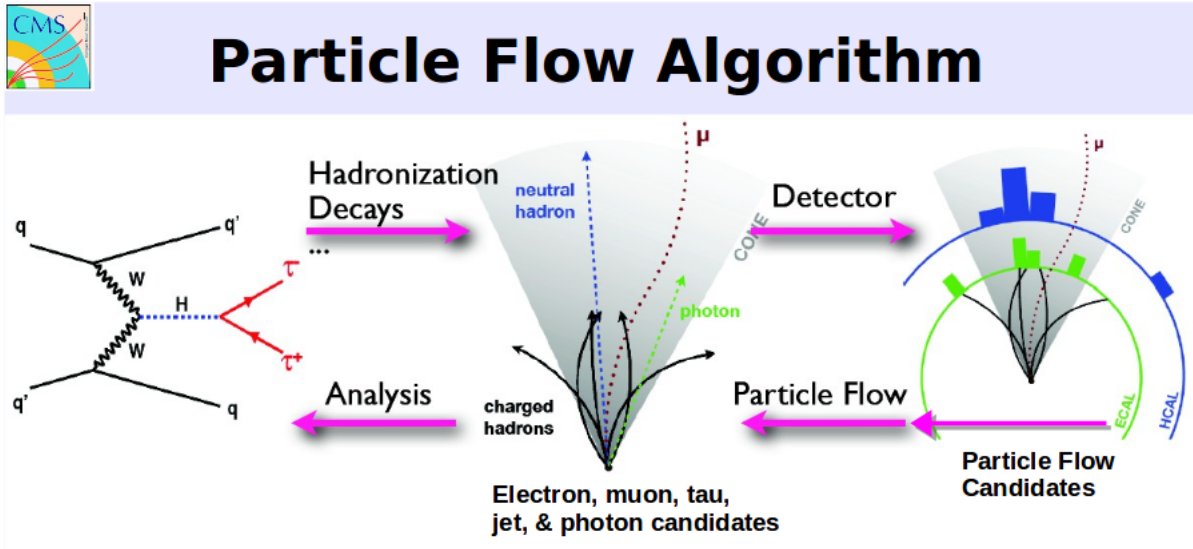 CMS
Particle Flow Algorithm
q
q'
W
H
W
τ-
τ+
q'
q
Hadronization
Decays
...
Analysis
neutral
hadron
μ
CONE
photon
charged
hadrons
Electron, muon, tau,
jet, & photon candidates
Detector
Particle Flow
μ
CONE
ECAL
HCAL
Particle Flow
Candidates